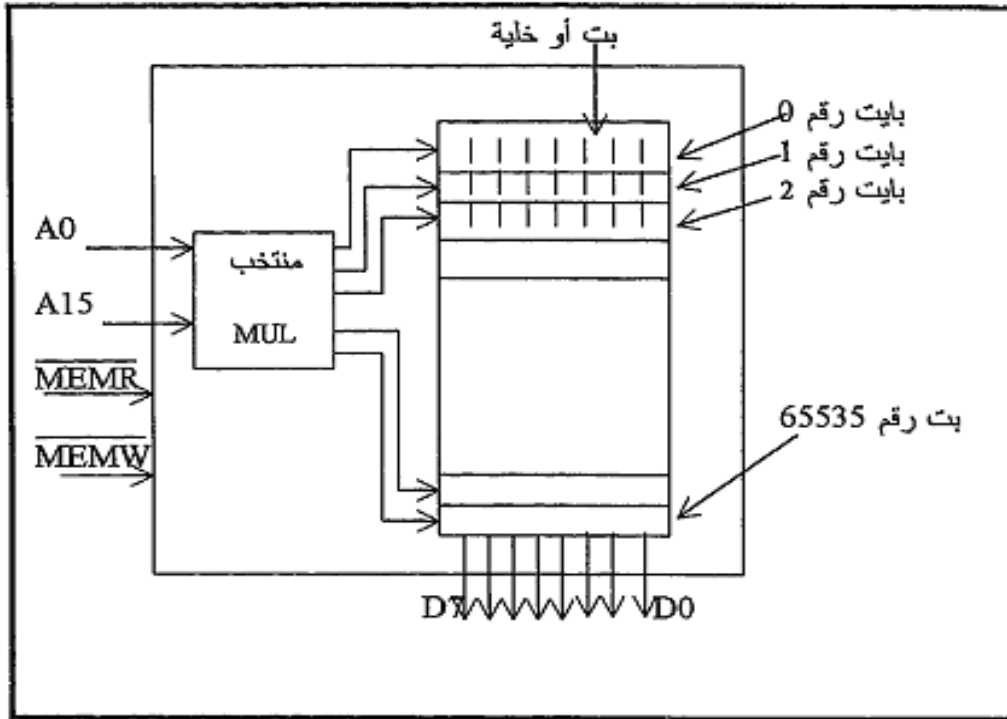 بت أو خلية
بايت رقم 0
بايت رقم 1
بايت رقم 2
A0
منتخب
A15
MUL
MEMR
بت رقم 65535
MEMW
D7
D0